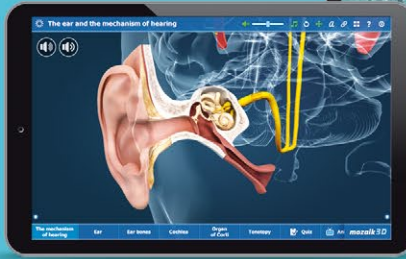 The ear and the mechanism of hearing
?
The mechanism
of hearing
Ear
Ear bones
Cochlea
Organ
of Corti
Tonotopy
Quiz
An
mozaik3D